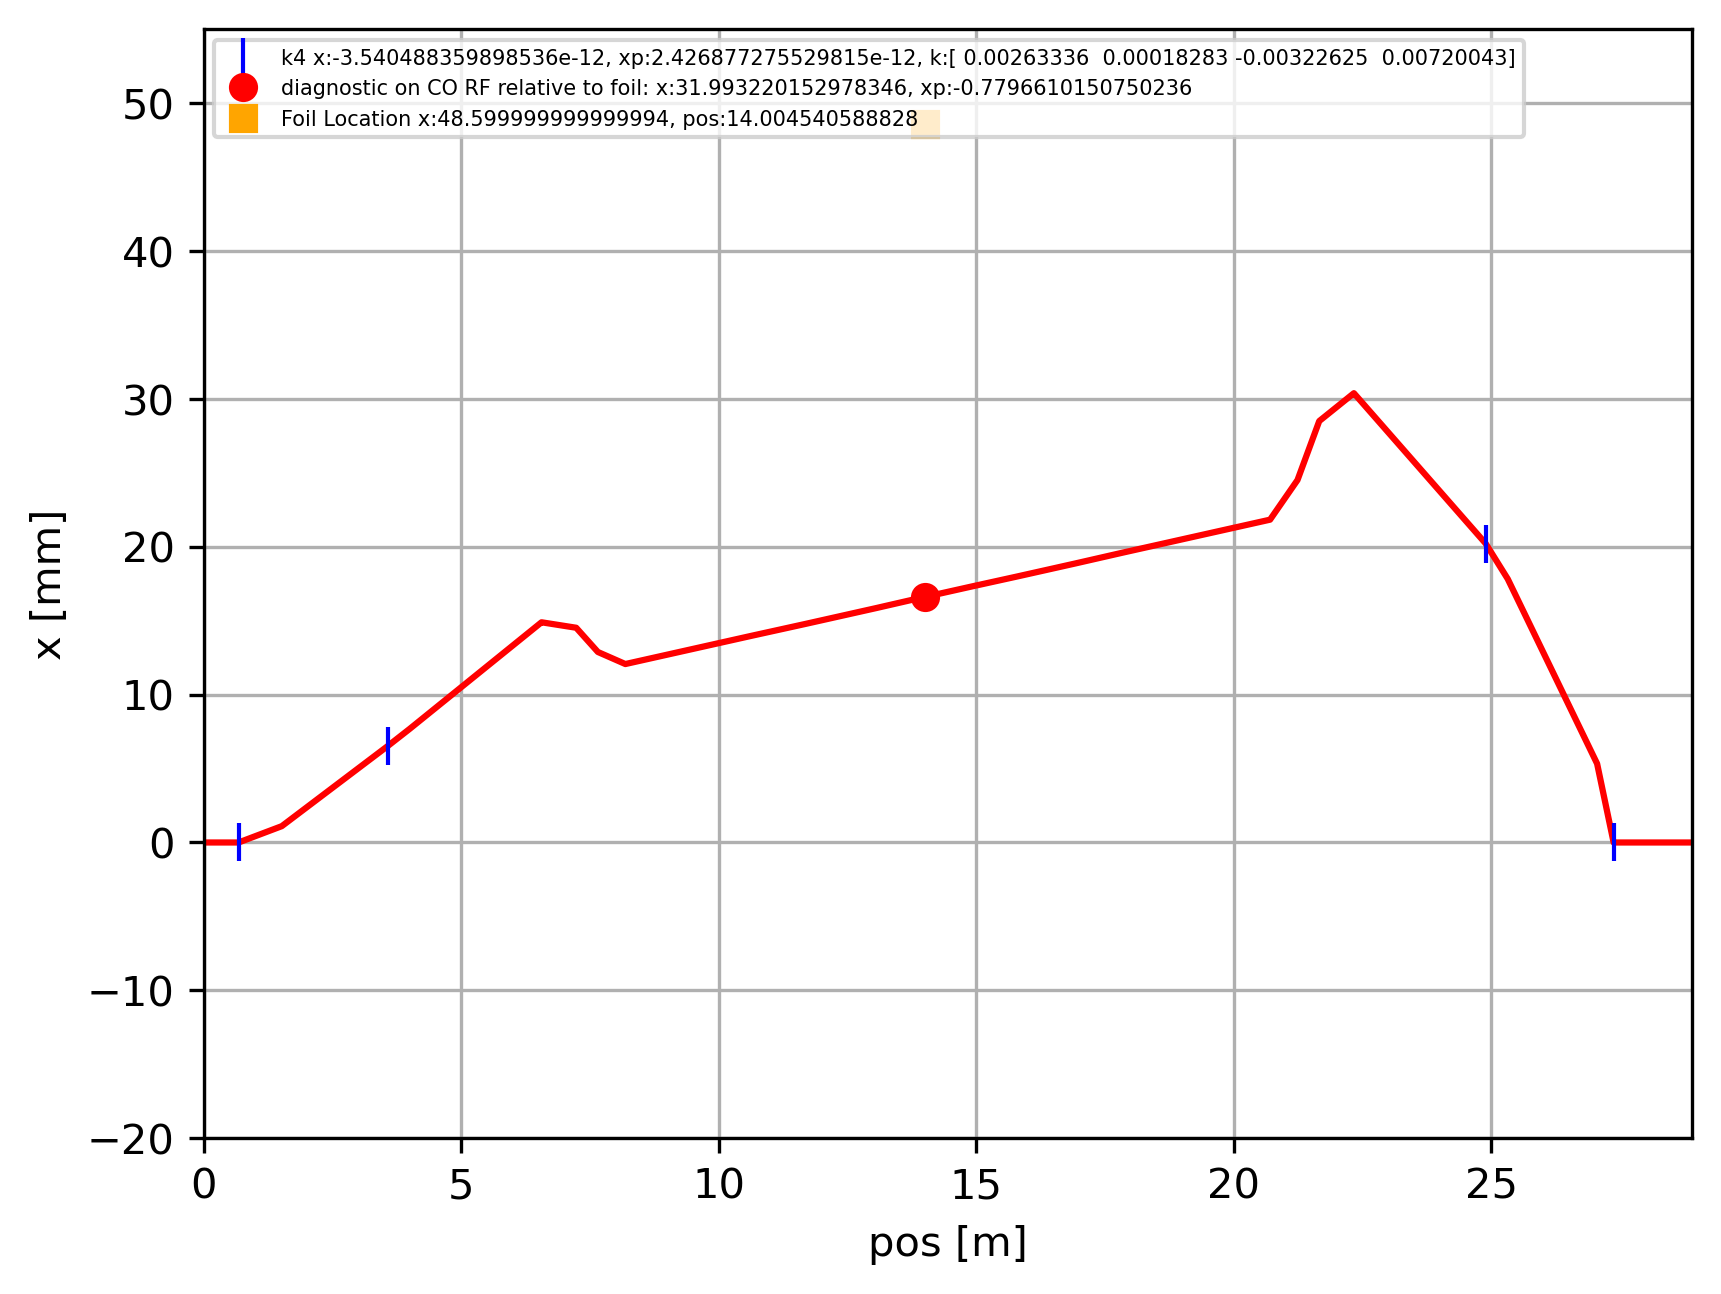 k4 x:-3.540488359898536e-12, xp:2.426877275529815e-12, k:[ 0.00263336  0.00018283 -0.00322625  0.00720043]
diagnostic on CO RF relative to foil: x:31.993220152978346, xp:-0.7796610150750236
Foil Location x:48.599999999999994, pos:14.004540588828
50
40
30
20
10
0
−10
−20
x [mm]
0 5 10 15 20 25
pos [m]